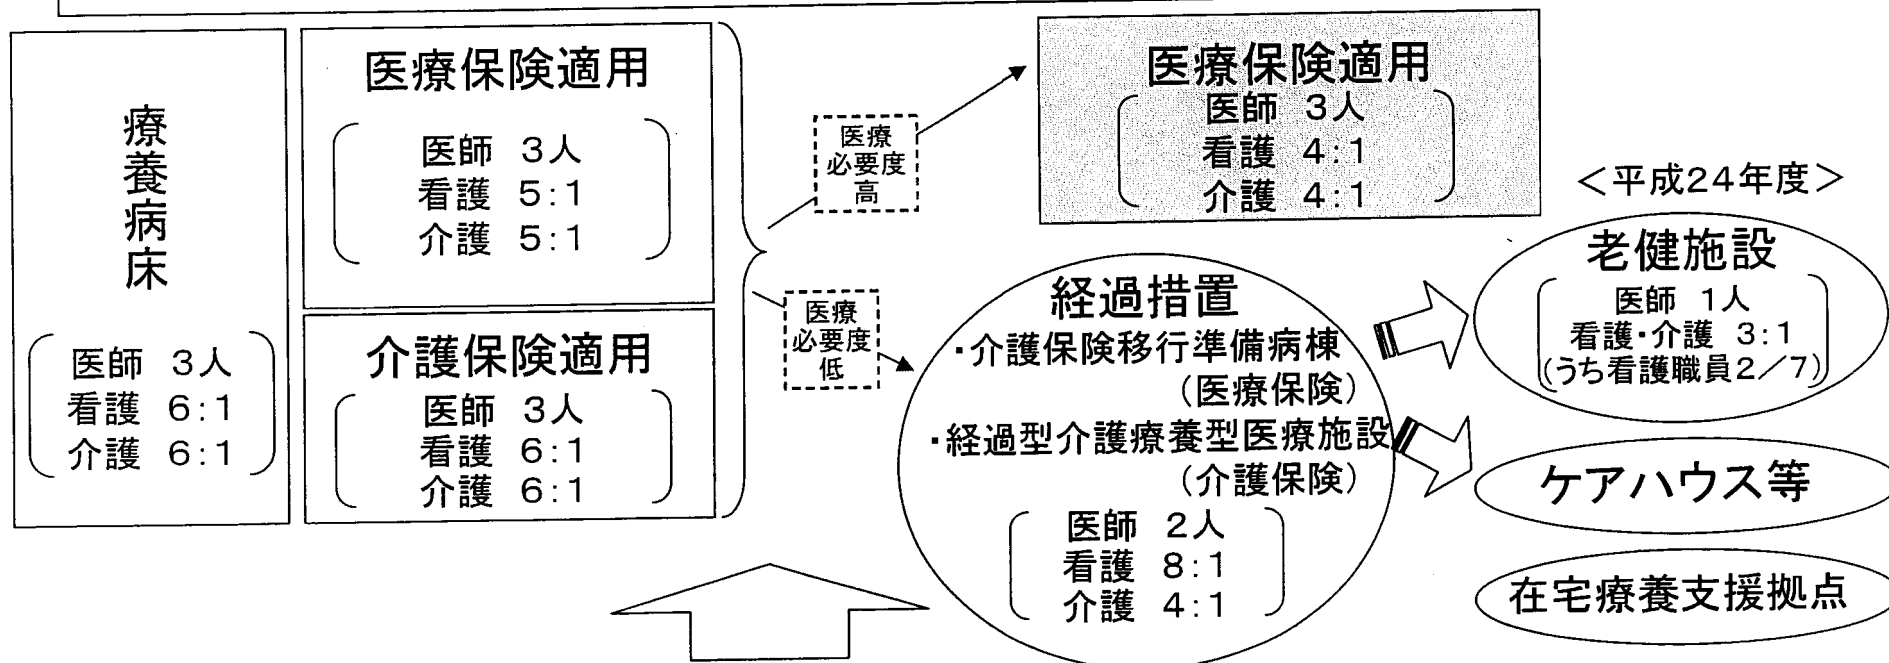 療養病床
医師 3人
看護 6:1
介護 6:1
医療保険適用
医師 3人
看護 5:1
介護 5:1
介護保険適用
医師 3人
看護 6:1
介護 6:1
医療
必要度
高
医療
必要度
低
医療保険適用
医師 3人
看護 4:1
介護 4:1
経過措置
・介護保険移行準備病棟
(医療保険)
・経過型介護療養型医療施設
(介護保険)
医師 2人
看護 8:1
介護 4:1
<平成24年度>
老健施設
医師 1人
看護・介護 3:1
(うち看護職員2/7)
ケアハウス等
在宅療養支援拠点